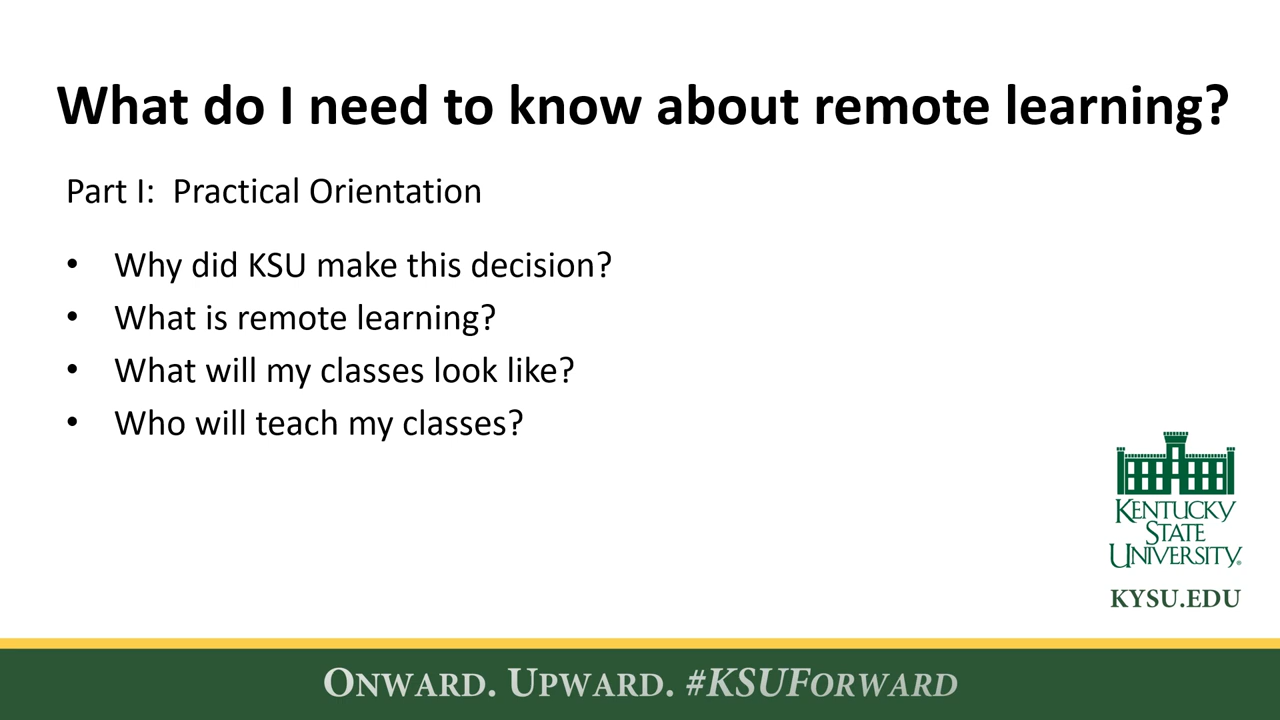 What do I need to know about remote learning?
Part I: Practical Orientation
• Why did KSU make this decision?
• What is remote learning?
• What will my classes look like?
• Who will teach my classes?
KENTUCKY
STATE
UNIVERSITY®
KYSU.EDU
ONWARD. UPWARD. #KSUFORWARD